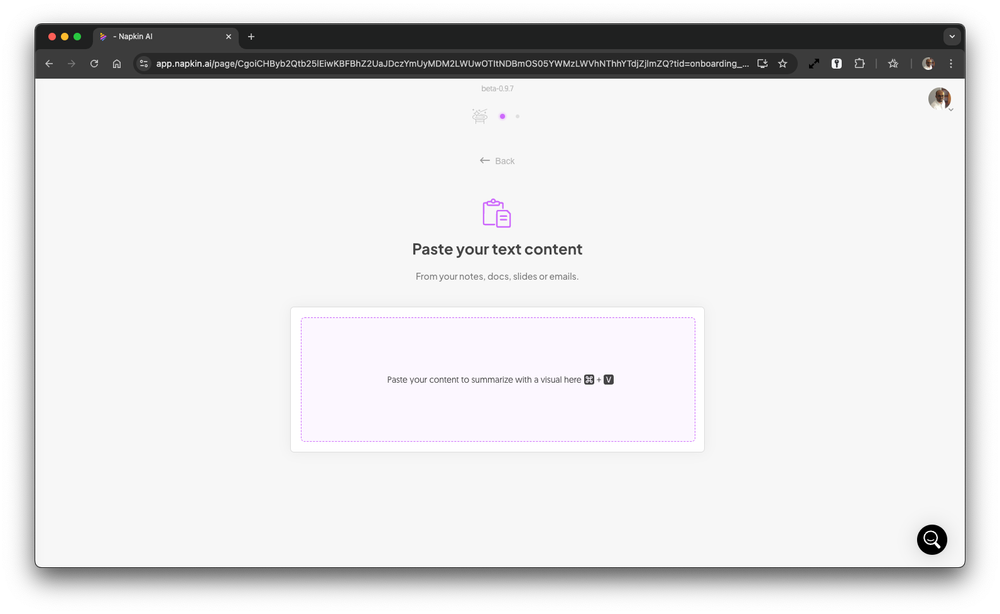 - Napkin AI
app.napkin.ai/page/CgoiCHByb2Qtb25lEiwKBFBhZ2UaJDczYmUyMDM2LWUwOTItNDBmOS05YWMzLWVhNThhYTdjZjlmZQ?tid=onboarding_...
beta-0.9.7
Back
Paste your text content
From your notes, docs, slides or emails.
Paste your content to summarize with a visual here ⌘ + V